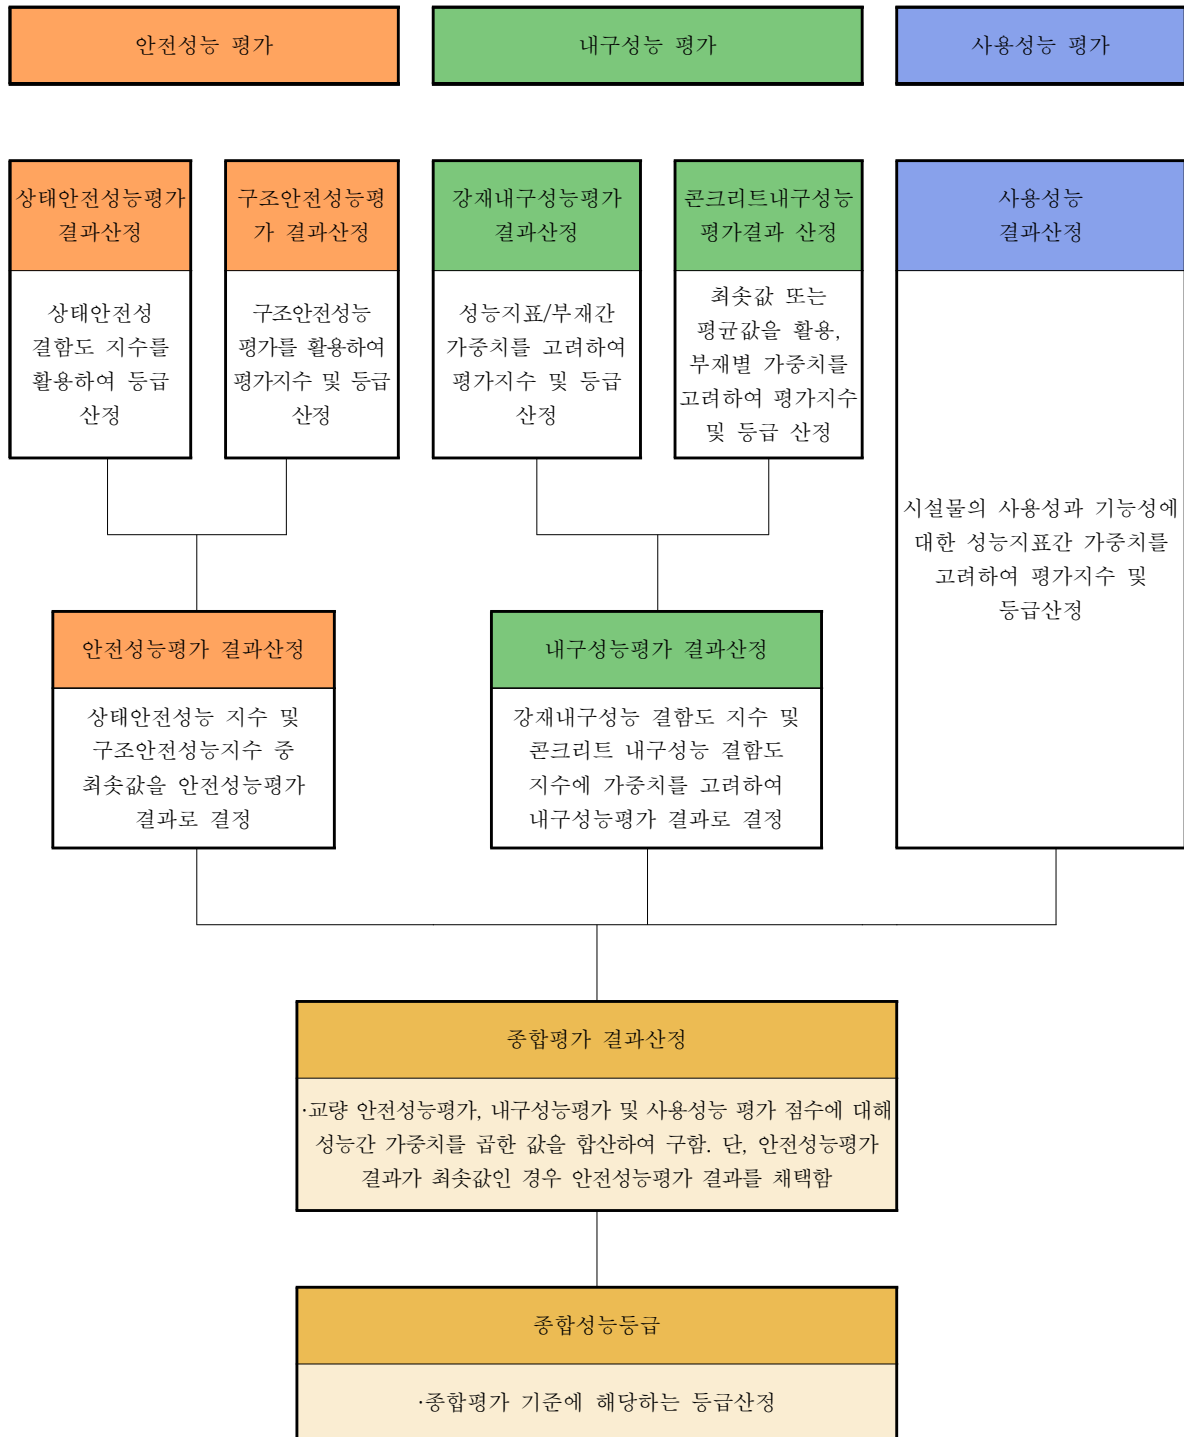 안전성능 평가
내구성능 평가
사용성능 평가
상태안전성능평가
결과산정
상태안전성
결함도 지수를
활용하여 등급
산정
구조안전성능평
가 결과산정
구조안전성능
평가를 활용하여
평가지수 및 등급
산정
강재내구성능평가
결과산정
성능지표/부재간
가중치를 고려하여
평가지수 및 등급
산정
콘크리트내구성능
평가결과 산정
최솟값 또는
평균값을 활용,
부재별 가중치를
고려하여 평가지수
및 등급 산정
사용성능
결과산정
시설물의 사용성과 기능성에
대한 성능지표간 가중치를
고려하여 평가지수 및
등급산정
안전성능평가 결과산정
상태안전성능 지수 및
구조안전성능지수 중
최솟값을 안전성능평가
결과로 결정
내구성능평가 결과산정
강재내구성능 결함도 지수 및
콘크리트 내구성능 결함도
지수에 가중치를 고려하여
내구성능평가 결과로 결정
종합평가 결과산정
·교량 안전성능평가, 내구성능평가 및 사용성능 평가 점수에 대해
성능간 가중치를 곱한 값을 합산하여 구함. 단, 안전성능평가
결과가 최솟값인 경우 안전성능평가 결과를 채택함
종합성능등급
·종합평가 기준에 해당하는 등급산정